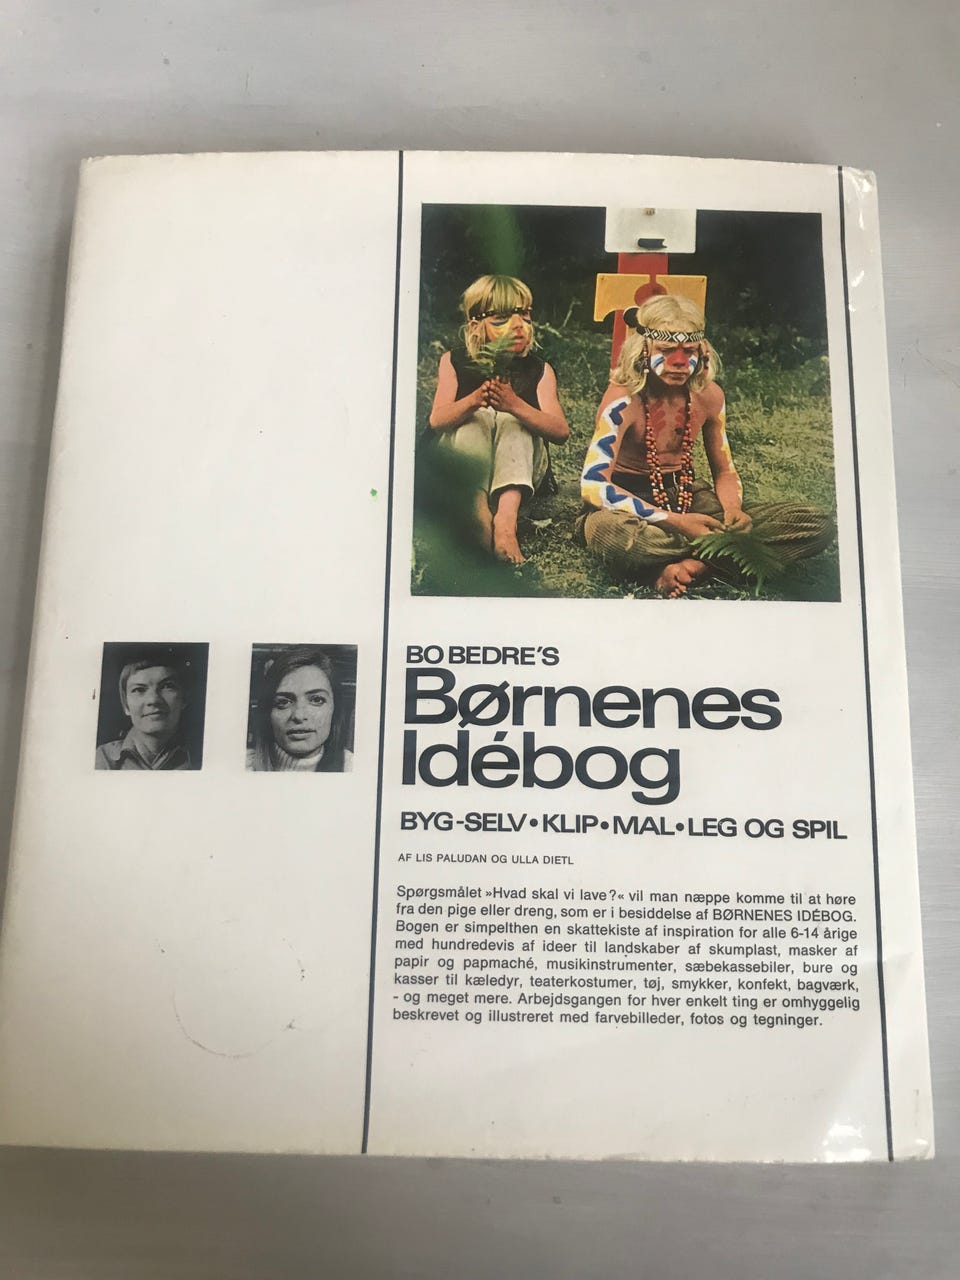 BO BEDRE'S
Børnenes
Idébog
BYG-SELV•KLIP•MAL•LEG OG SPIL
AF LIS PALUDAN OG ULLA DIETL
Spørgsmålet »Hvad skal vi lave?« vil man næppe komme til at høre
fra den pige eller dreng, som er i besiddelse af BØRNENES IDÉBOG.
Bogen er simpelthen en skattekiste af inspiration for alle 6-14 årige
med hundredevis af ideer til landskaber af skumplast, masker af
papir og papmaché, musikinstrumenter, sæbekassebiler, bure og
kasser til kæledyr, teaterkostumer, tøj, smykker, konfekt, bagværk,
- og meget mere. Arbejdsgangen for hver enkelt ting er omhyggelig
beskrevet og illustreret med farvebilleder, fotos og tegninger.